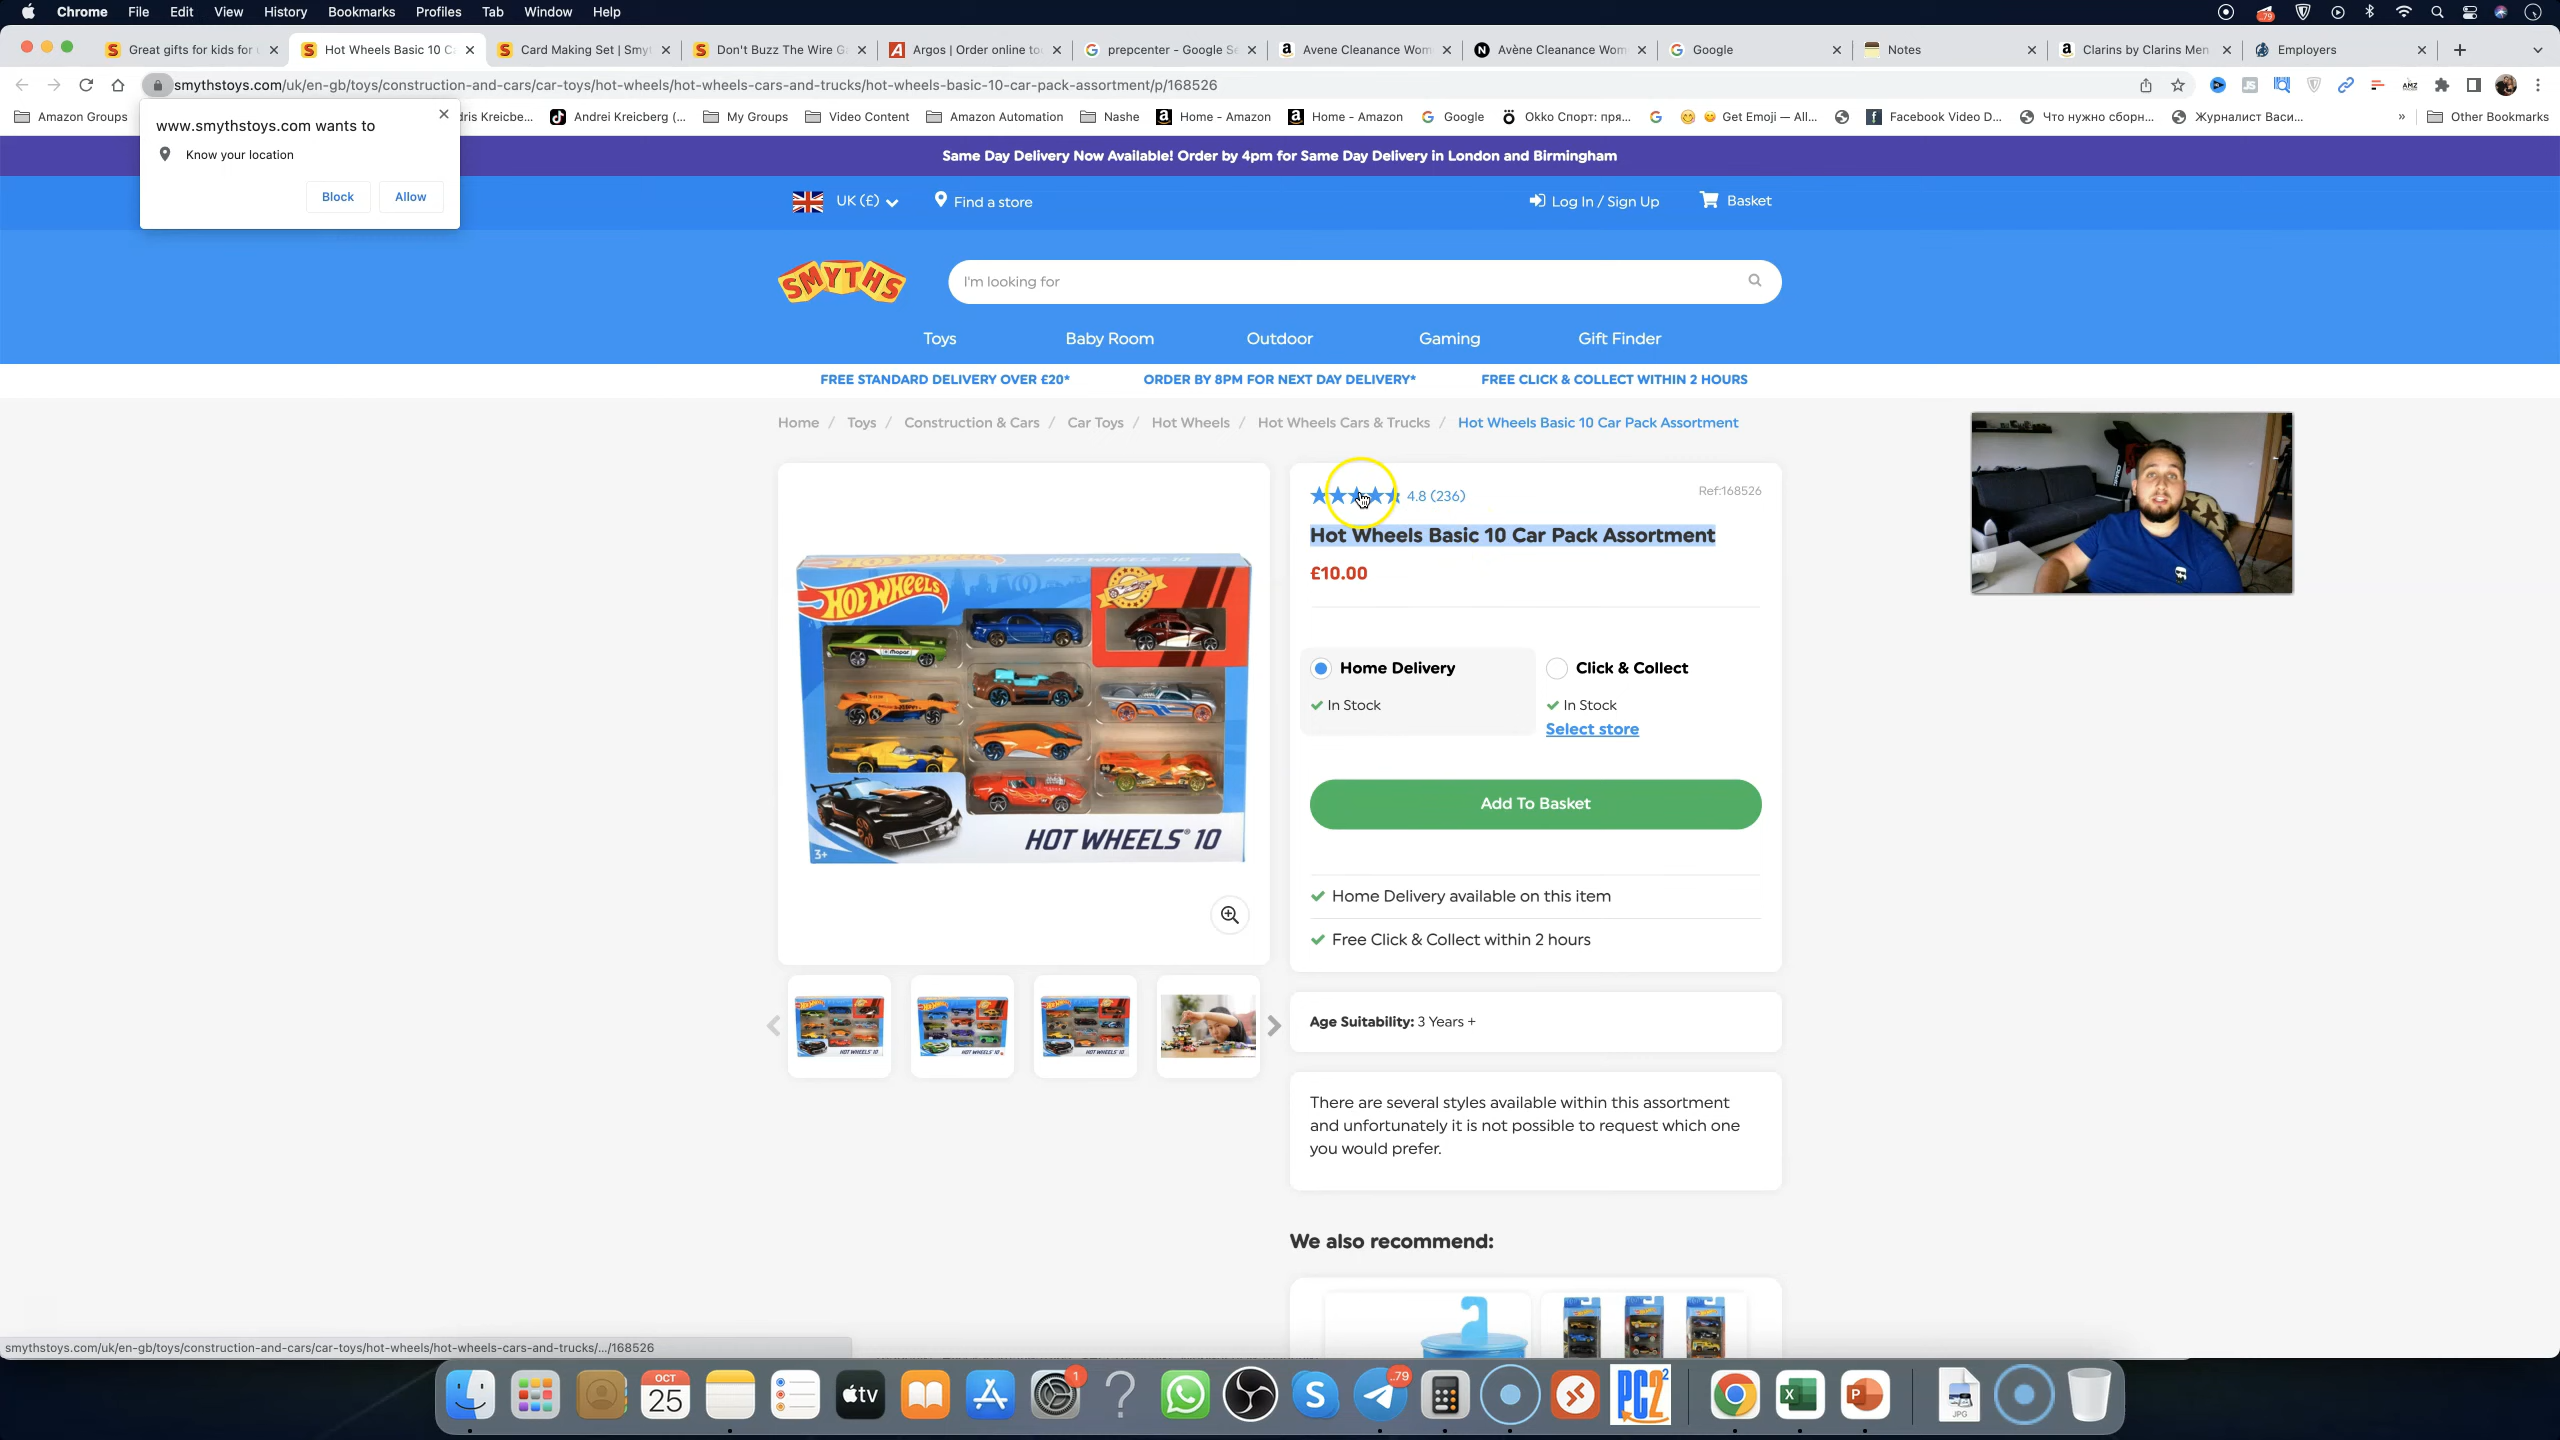 Chrome File Edit View History Bookmarks Profiles Tab Window Help
Great gifts for kids for
Hot Wheels Basic 10 C
Card Making Set | Smy
Don't Buzz The Wire G
Argos | Order online to
prepcenter - Google Se
Avene Cleanance Wom
Avène Cleanance Wom
Google
Notes
Clarins by Clarins Men
Employers
smythstoys.com/uk/en-gb/toys/construction-and-cars/car-toys/hot-wheels/hot-wheels-cars-and-trucks/hot-wheels-basic-10-car-pack-assortment/p/168526
Amazon Groups
dris Kreicbe...
Andrei Kreicberg (...
My Groups
Video Content
Amazon Automation
Nashe
Home - Amazon
Home - Amazon
Google
Okko Спорт: пря...
Get Emoji — All...
Facebook Video D...
Что нужно сборн...
Журналист Васи...
»
Other Bookmarks
www.smythstoys.com wants to
Know your location
Block Allow
Same Day Delivery Now Available! Order by 4pm for Same Day Delivery in London and Birmingham
UK (£) Find a store Log In / Sign Up Basket
SMYTHS
I'm looking for
Toys Baby Room Outdoor Gaming Gift Finder
FREE STANDARD DELIVERY OVER £20* ORDER BY 8PM FOR NEXT DAY DELIVERY* FREE CLICK & COLLECT WITHIN 2 HOURS
Home / Toys / Construction & Cars / Car Toys / Hot Wheels / Hot Wheels Cars & Trucks / Hot Wheels Basic 10 Car Pack Assortment
4.8 (236) Ref:168526
Hot Wheels Basic 10 Car Pack Assortment
£10.00
HOT WHEELS 10
HOT WHEELS
mopar
HOT WHEELS® 10
3+
Home Delivery
In Stock
Click & Collect
In Stock
Select store
Add To Basket
Home Delivery available on this item
Free Click & Collect within 2 hours
Age Suitability: 3 Years +
There are several styles available within this assortment
and unfortunately it is not possible to request which one
you would prefer.
We also recommend:
smythstoys.com/uk/en-gb/toys/construction-and-cars/car-toys/hot-wheels/hot-wheels-cars-and-trucks/.../168526
OCT
25
tv
1
79
PC2
JPG